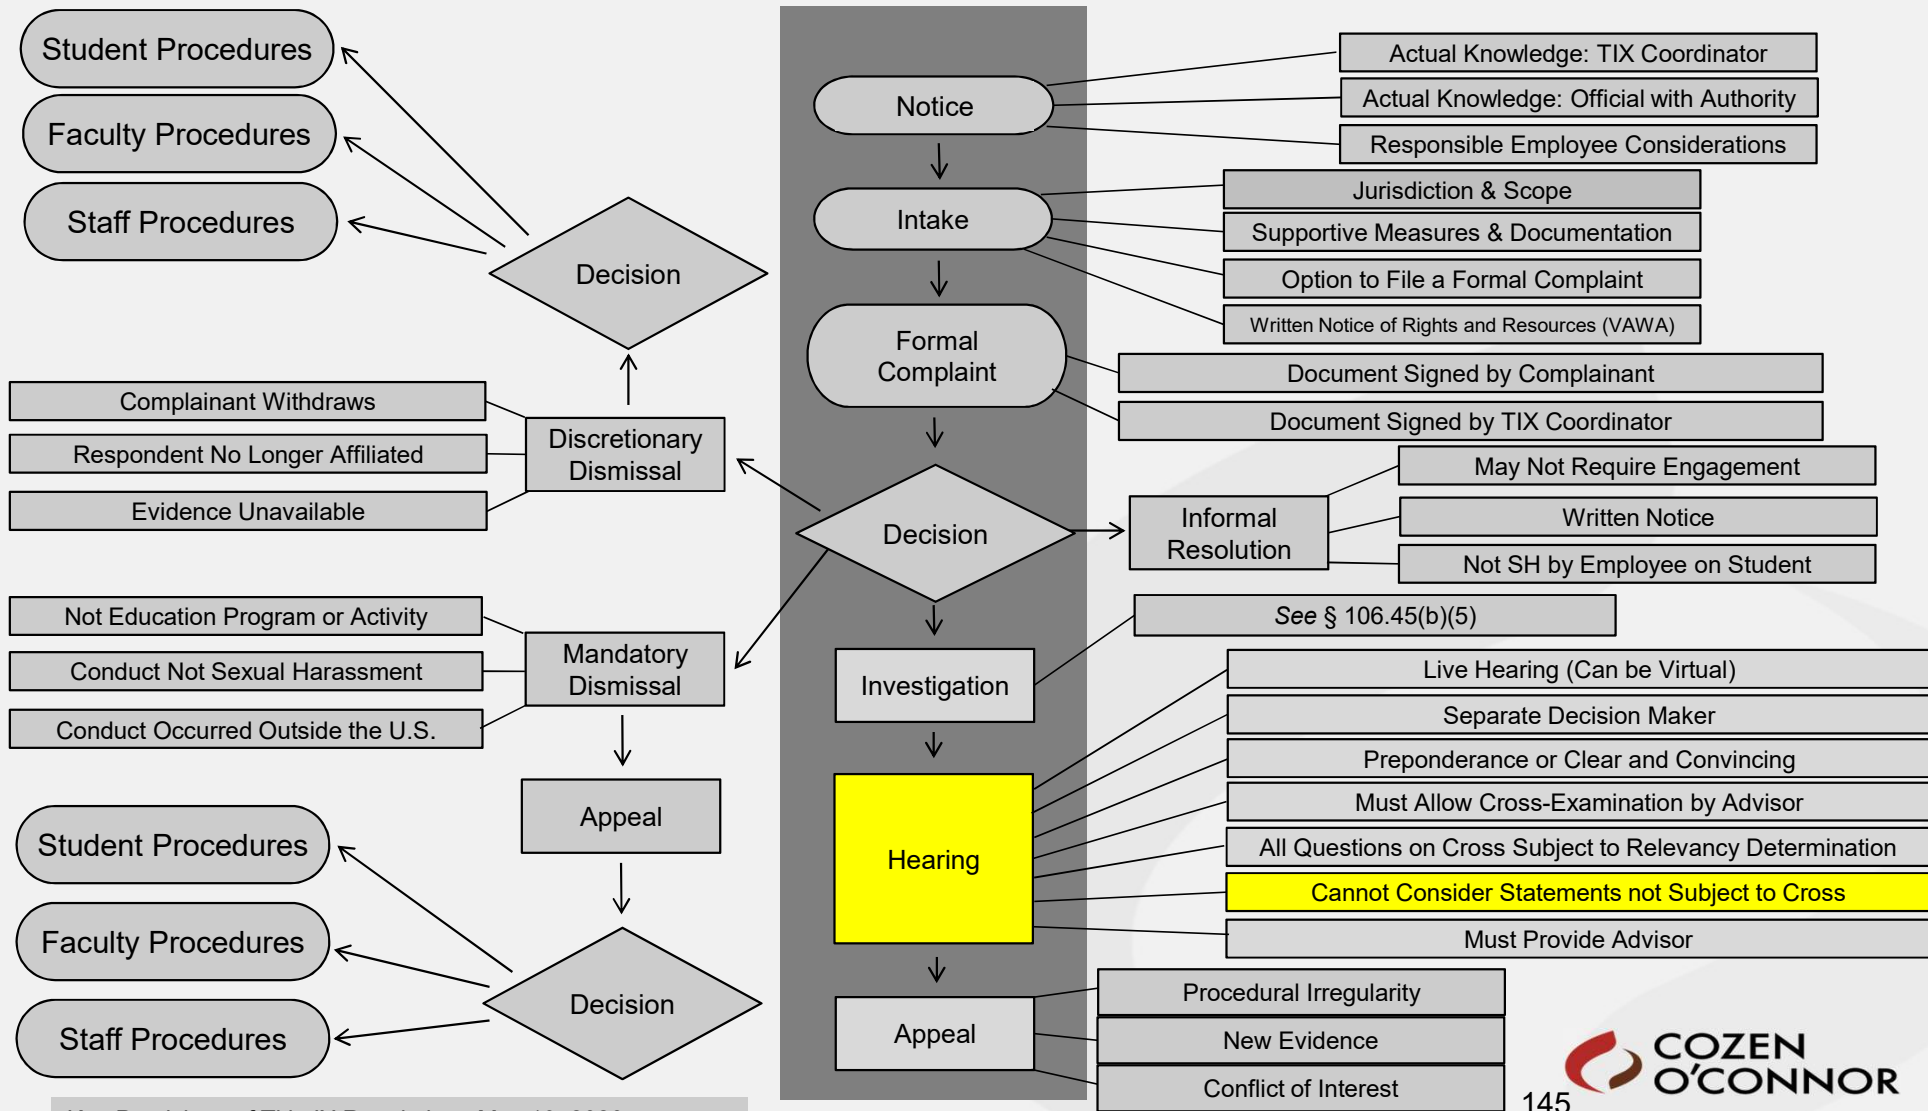 Student Procedures
Faculty Procedures
Staff Procedures
Decision
Complainant Withdraws
Respondent No Longer Affiliated
Evidence Unavailable
Discretionary
Dismissal
Not Education Program or Activity
Conduct Not Sexual Harassment
Conduct Occurred Outside the U.S.
Mandatory
Dismissal
Appeal
Student Procedures
Faculty Procedures
Staff Procedures
Decision
Notice
Actual Knowledge: TIX Coordinator
Actual Knowledge: Official with Authority
Responsible Employee Considerations
Intake
Jurisdiction & Scope
Supportive Measures & Documentation
Option to File a Formal Complaint
Written Notice of Rights and Resources (VAWA)
Formal
Complaint
Document Signed by Complainant
Document Signed by TIX Coordinator
Decision
Informal
Resolution
May Not Require Engagement
Written Notice
Not SH by Employee on Student
Investigation
See § 106.45(b)(5)
Hearing
Live Hearing (Can be Virtual)
Separate Decision Maker
Preponderance or Clear and Convincing
Must Allow Cross-Examination by Advisor
All Questions on Cross Subject to Relevancy Determination
Cannot Consider Statements not Subject to Cross
Must Provide Advisor
Appeal
Procedural Irregularity
New Evidence
Conflict of Interest
COZEN
O'CONNOR
145